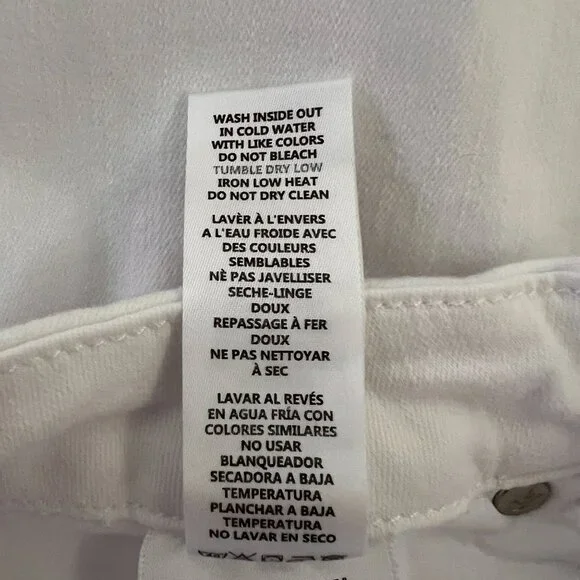 WASH INSIDE OUT
IN COLD WATER
WITH LIKE COLORS
DO NOT BLEACH
TUMBLE DRY LOW
IRON LOW HEAT
DO NOT DRY CLEAN
LAVÈR À L'ENVERS
A L'EAU FROIDE AVEC
DES COULEURS
SEMBLABLES
NÈ PAS JAVELLISER
SECHE-LINGE
DOUX
REPASSAGE À FER
DOUX
NE PAS NETTOYAR
À SEC
LAVAR AL REVÉS
EN AGUA FRÍA CON
COLORES SIMILARES
NO USAR
BLANQUEADOR
SECADORA A BAJA
TEMPERATURA
PLANCHAR A BAJA
TEMPERATURA
NO LAVAR EN SECO